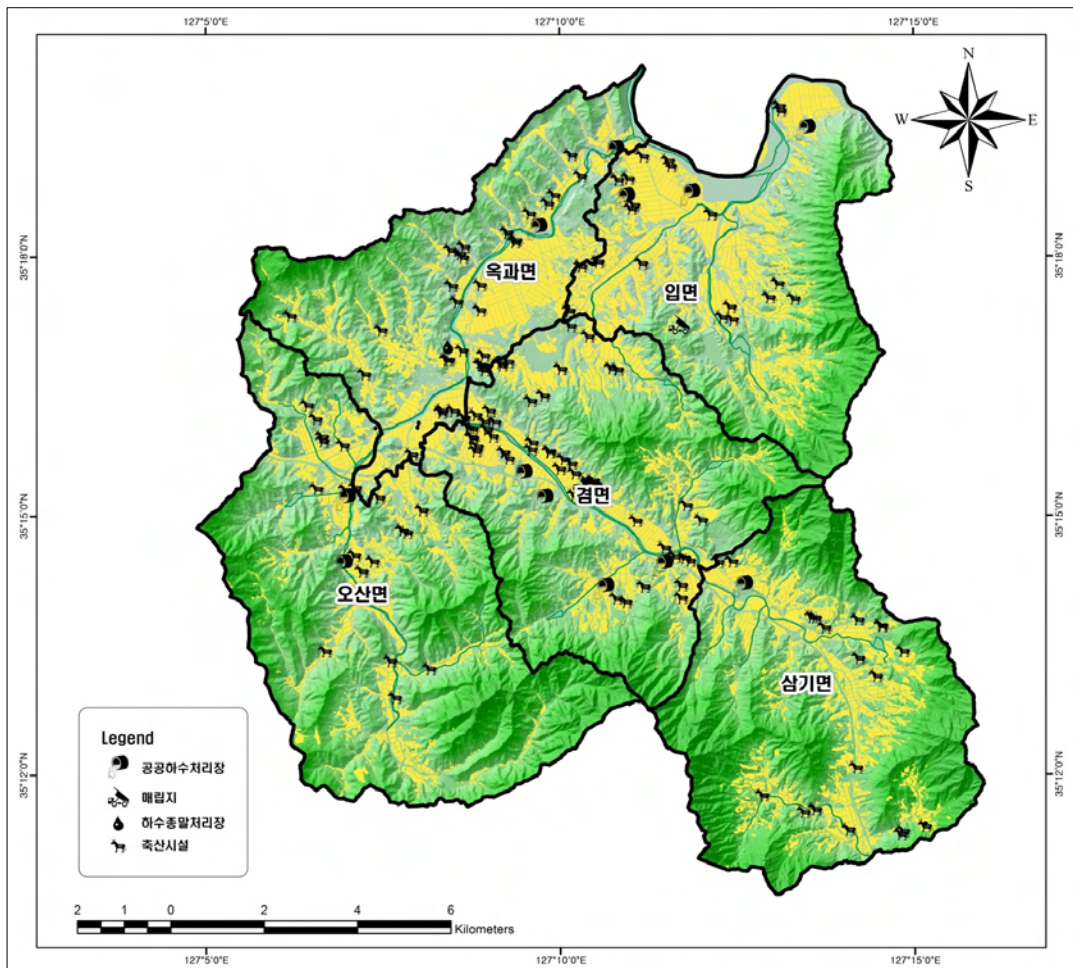 127°5'0"E
127°10'0"E
127°15'0"E
N
W
E
S
35°18'0"N
35°18'0"N
옥과면
입면
35°15'0"N
35°15'0"N
겸면
오산면
삼기면
35°12'0"N
35°12'0"N
Legend
공공하수처리장
매립지
하수종말처리장
축산시설
2 1 0 2 4 6
Kilometers
127°5'0"E
127°10'0"E
127°15'0"E